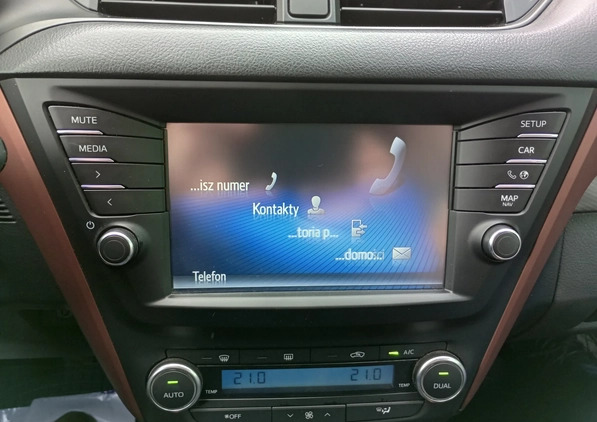 MUTE
MEDIA
SETUP
CAR
MAP
NAV
...isz numer
Kontakty
...toria p...
...domości
Telefon
A/C
21.0
21.0
AUTO
TEMP
TEMP
DUAL
OFF